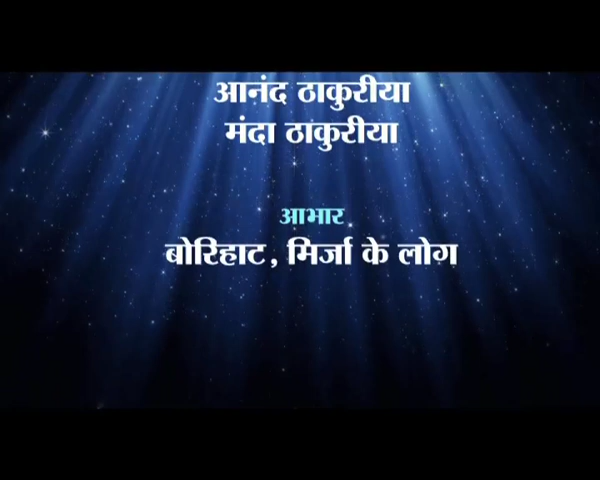 आनंद ठाकुरीया
मंदा ठाकुरीया
आभार
बोरिहाट, मिर्जा के लोग